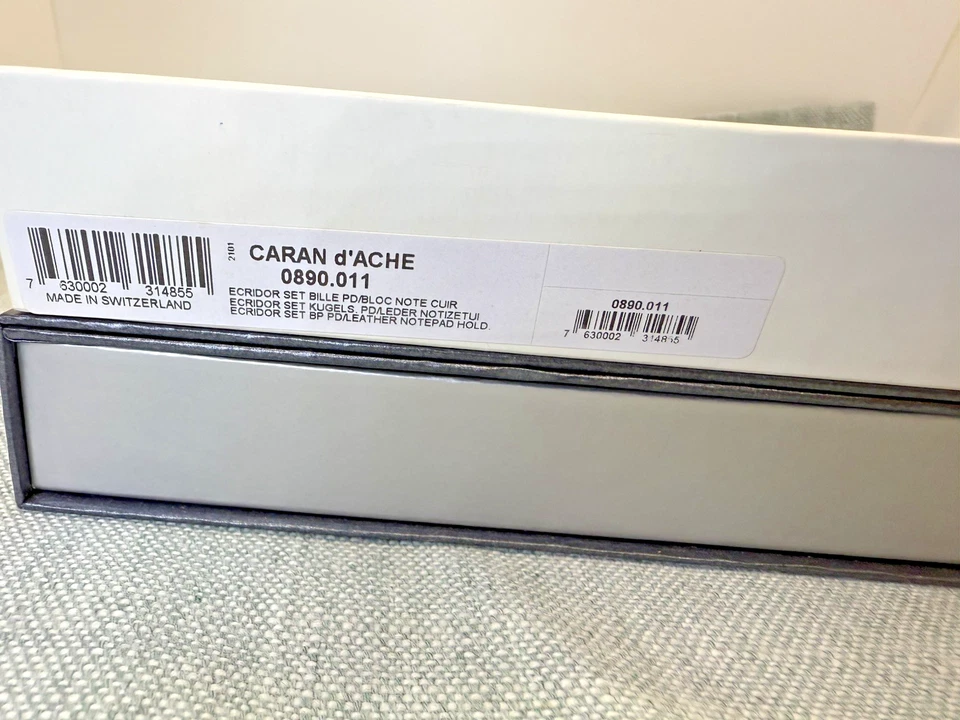 7 630002 314855
MADE IN SWITZERLAND
2101
CARAN d'ACHE
0890.011
ECRIDOR SET BILLE PD/BLOC NOTE CUIR
ECRIDOR SET KUGELS. PD/LEDER NOTIZETUI
ECRIDOR SET BP PD/LEATHER NOTEPAD HOLD.
0890.011
7 630002 314855